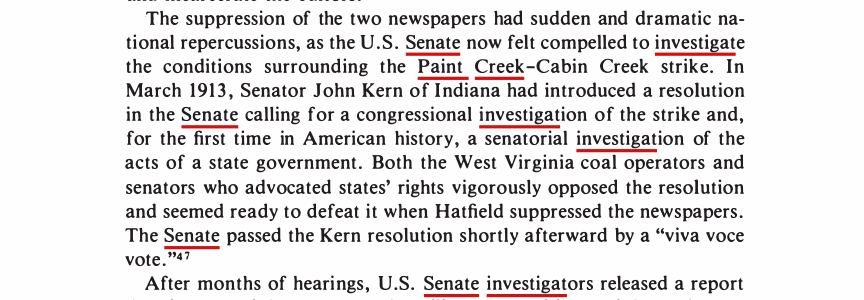 The suppression of the two newspapers had sudden and dramatic na-
tional repercussions, as the U.S. Senate now felt compelled to investigate
the conditions surrounding the Paint Creek–Cabin Creek strike. In
March 1913, Senator John Kern of Indiana had introduced a resolution
in the Senate calling for a congressional investigation of the strike and,
for the first time in American history, a senatorial investigation of the
acts of a state government. Both the West Virginia coal operators and
senators who advocated states’ rights vigorously opposed the resolution
and seemed ready to defeat it when Hatfield suppressed the newspapers.
The Senate passed the Kern resolution shortly afterward by a “viva voce
vote.”⁴⁷
After months of hearings, U.S. Senate investigators released a report